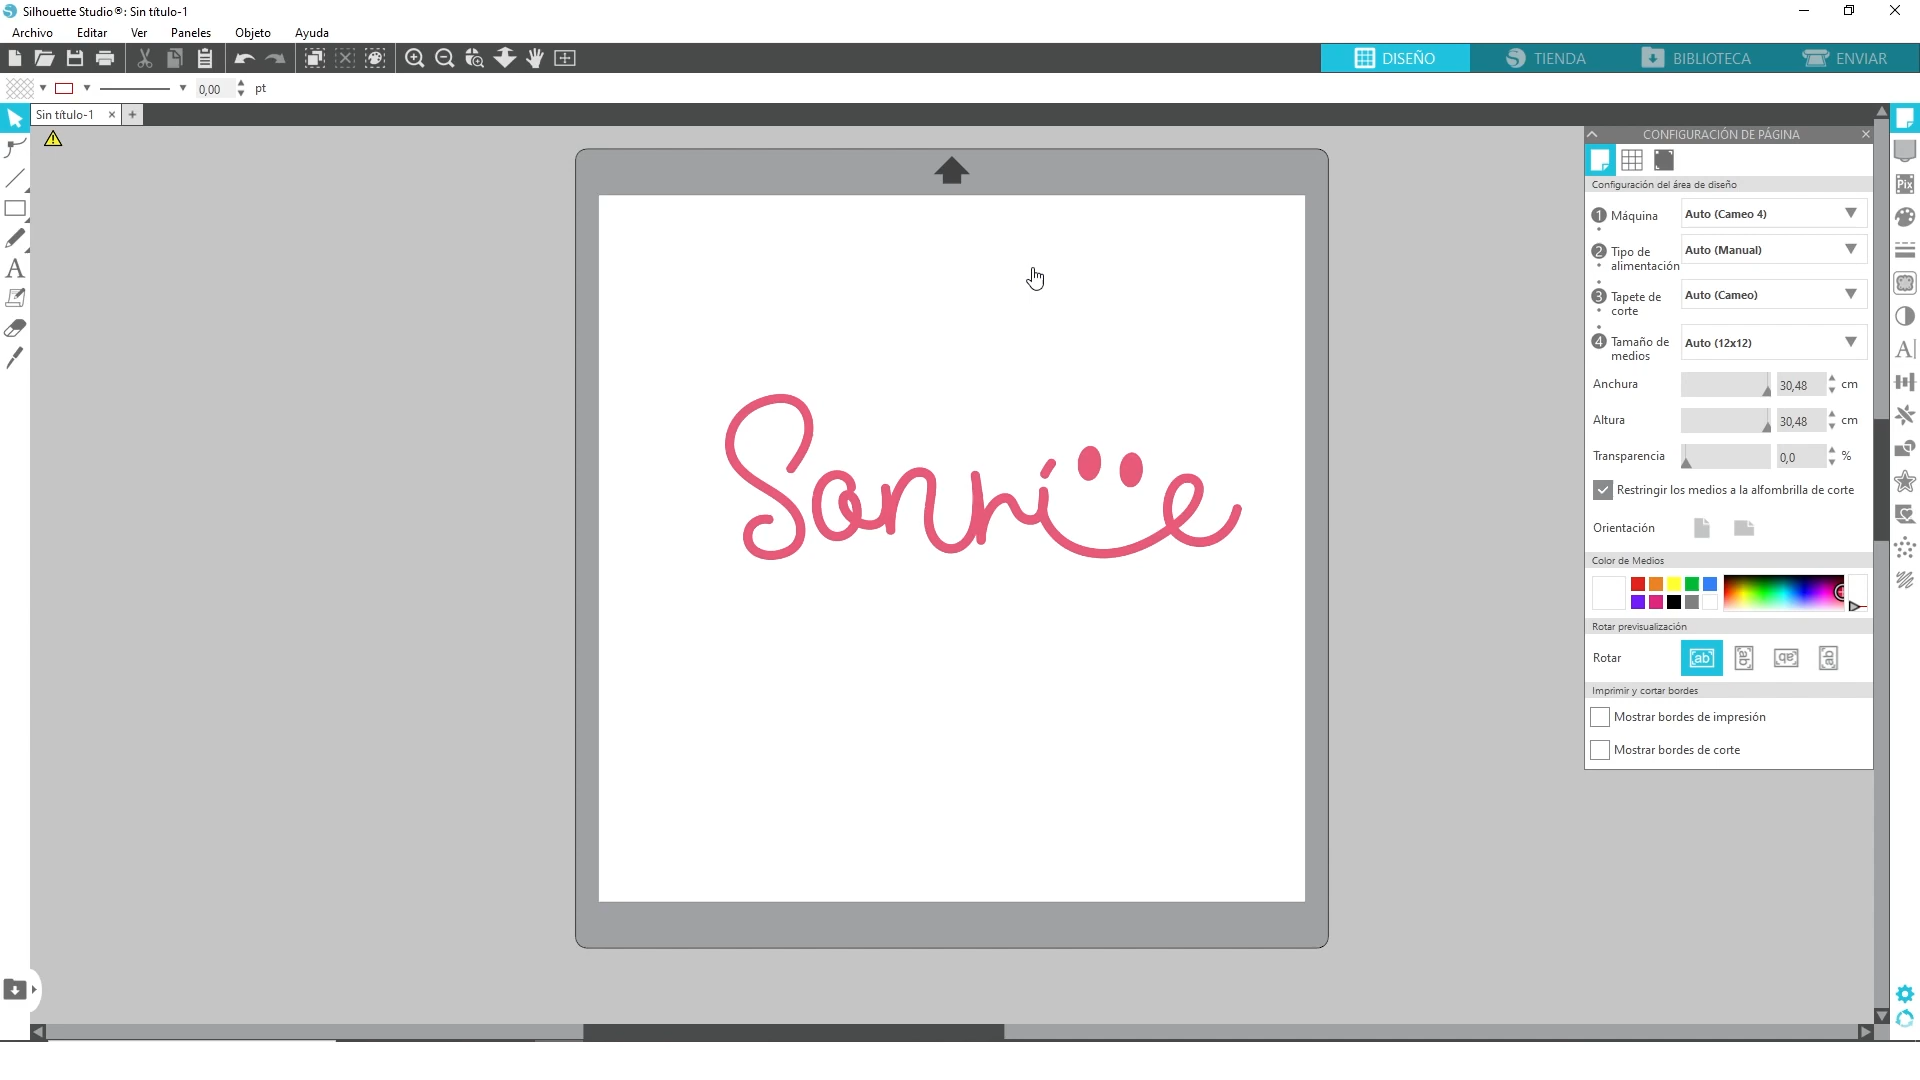 Silhouette Studio®: Sin título-1
Archivo Editar Ver Paneles Objeto Ayuda
DISEÑO TIENDA BIBLIOTECA ENVIAR
0,00 pt
Sin título-1
CONFIGURACIÓN DE PÁGINA
Configuración del área de diseño
1 Máquina Auto (Cameo 4)
2 Tipo de alimentación Auto (Manual)
3 Tapete de corte Auto (Cameo)
4 Tamaño de medios Auto (12x12)
Anchura 30,48 cm
Altura 30,48 cm
Transparencia 0,0 %
Restringir los medios a la alfombrilla de corte
Orientación
Color de Medios
Rotar previsualización
Rotar ab ab ab ab
Imprimir y cortar bordes
Mostrar bordes de impresión
Mostrar bordes de corte
Pix
A
A
Sonríe